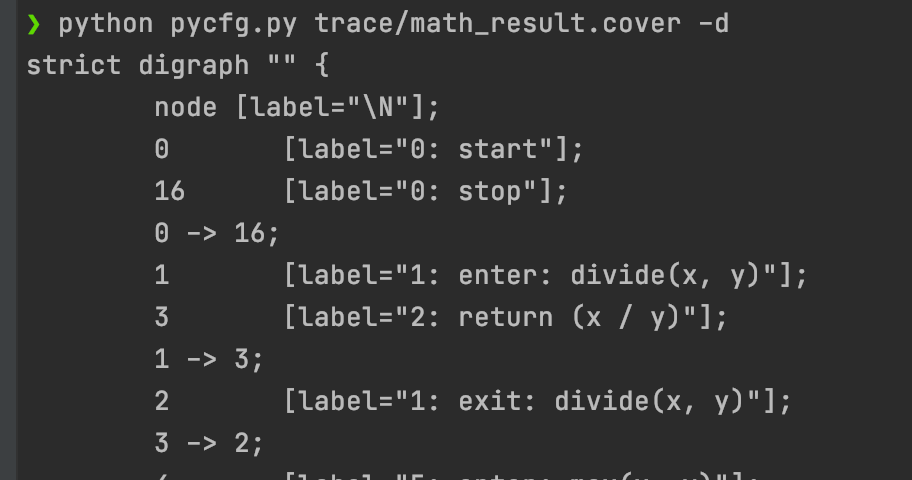 ❯ python pycfg.py trace/math_result.cover -d
strict digraph "" {
node [label="\N"];
0 [label="0: start"];
16 [label="0: stop"];
0 -> 16;
1 [label="1: enter: divide(x, y)"];
3 [label="2: return (x / y)"];
1 -> 3;
2 [label="1: exit: divide(x, y)"];
3 -> 2;